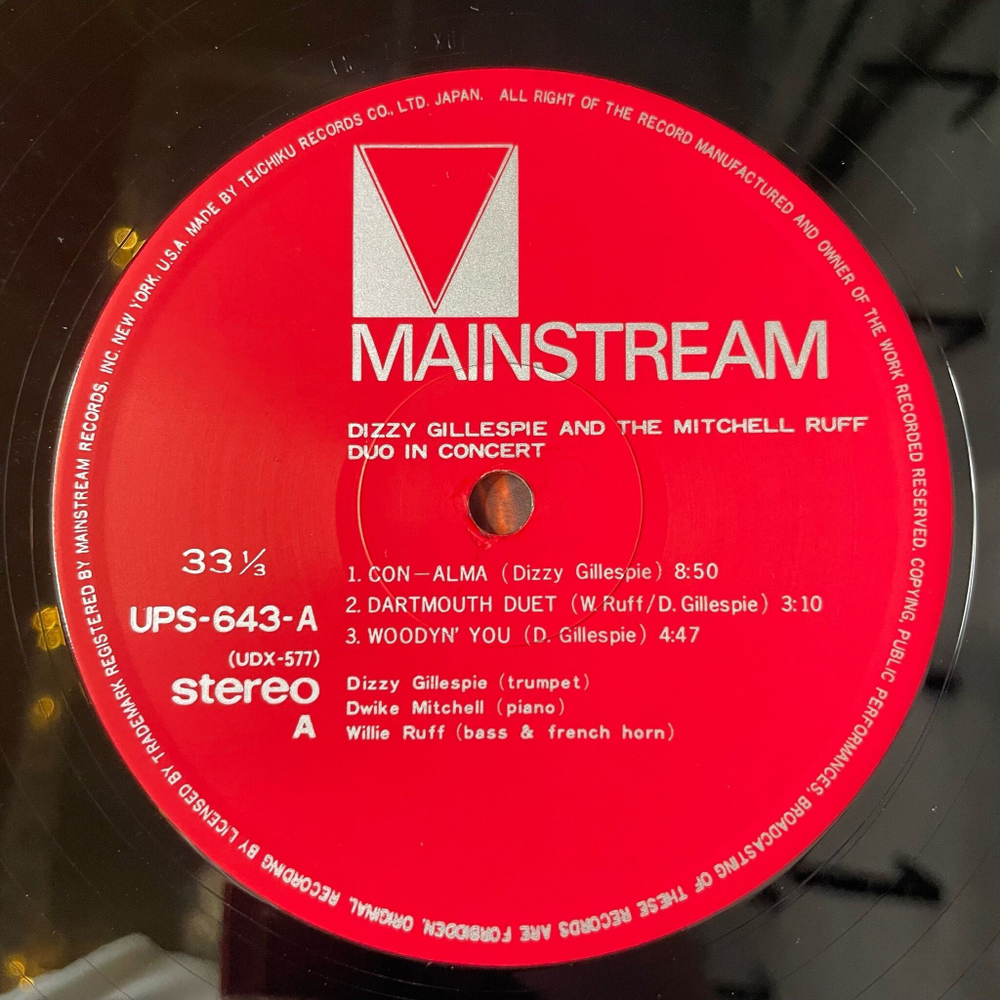 MAINSTREAM
DIZZY GILLESPIE AND THE MITCHELL RUFF
DUO IN CONCERT
33 ⅓
UPS-643-A
(UDX-577)
stereo
A
1. CON—ALMA (Dizzy Gillespie) 8:50
2. DARTMOUTH DUET (W. Ruff/D. Gillespie) 3:10
3. WOODYN' YOU (D. Gillespie) 4:47
Dizzy Gillespie (trumpet)
Dwike Mitchell (piano)
Willie Ruff (bass & french horn)
ALL RIGHT OF THE RECORD MANUFACTURED AND OWNER OF THE WORK RECORDED RESERVED. COPYING, PUBLIC PERFORMANCES, BROADCASTING OF THESE RECORDS ARE FORBIDDEN. ORIGINAL RECORDING BY LICENSED BY TRADEMARK REGISTERED BY MAINSTREAM RECORDS, INC. NEW YORK. U.S.A. MADE BY TEICHIKU RECORDS CO., LTD. JAPAN.